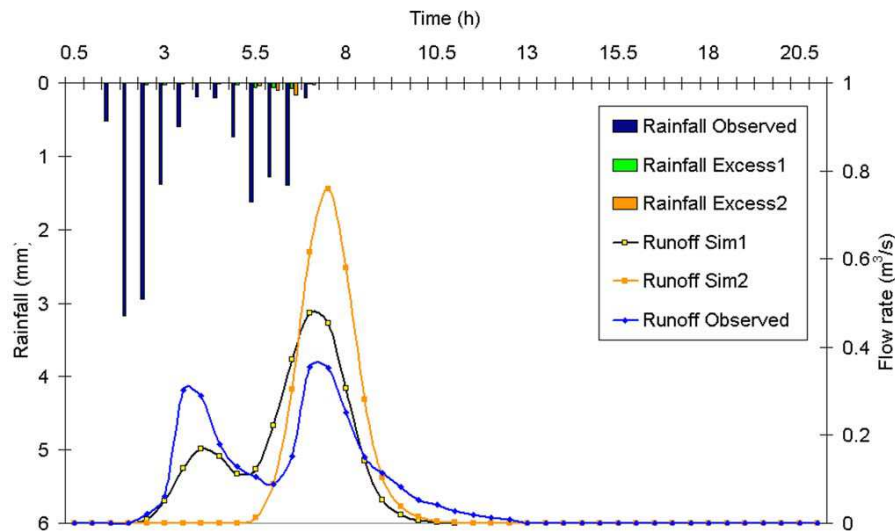 Time (h)
0.5 3 5.5 8 10.5 13 15.5 18 20.5
0 1
1 0.8
2 0.6
3 0.4
4 0.2
5
6 0
Rainfall (mm)
Flow rate (m³/s)
Rainfall Observed
Rainfall Excess1
Rainfall Excess2
Runoff Sim1
Runoff Sim2
Runoff Observed